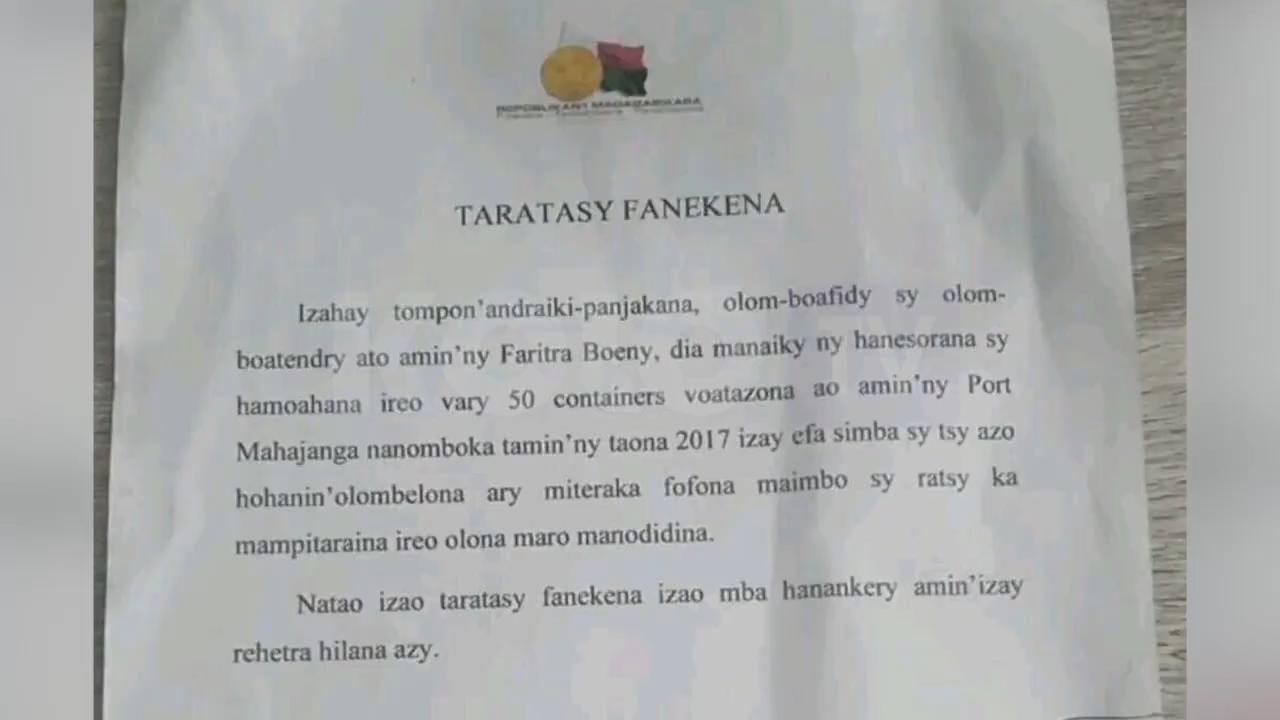 REPOBLIKAN'I MADAGASIKARA
TARATASY FANEKENA
Izahay tompon'andraiki-panjakana, olom-boafidy sy olom-
boatendry ato amin'ny Faritra Boeny, dia manaiky ny hanesorana sy
hamoahana ireo vary 50 containers voatazona ao amin'ny Port
Mahajanga nanomboka tamin'ny taona 2017 izay efa simba sy tsy azo
hohanin'olombelona ary miteraka fofona maimbo sy ratsy ka
mampitaraina ireo olona maro manodidina.
Natao izao taratasy fanekena izao mba hanankery amin'izay
rehetra hilana azy.